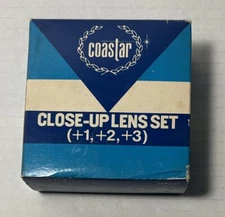 coastar
CLOSE-UP LENS SET
(+1, +2, +3)